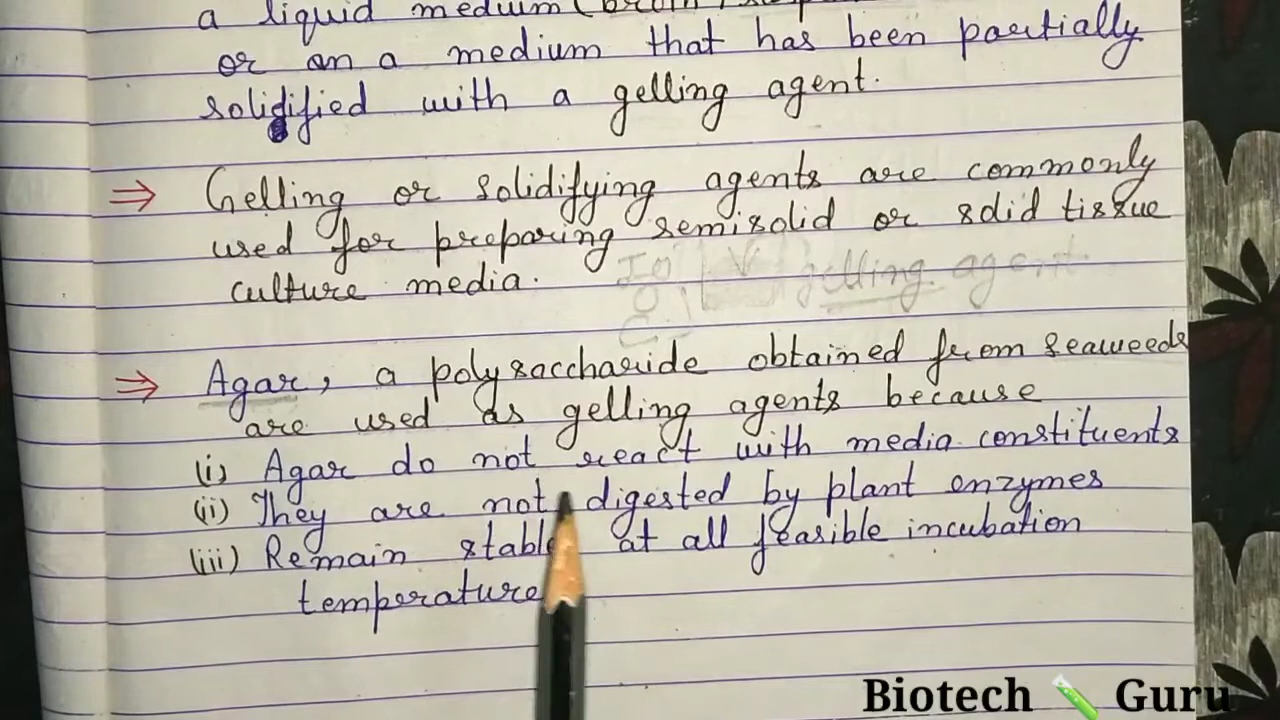 a liquid medium (broth,
or on a medium that has been partially
solidified with a gelling agent.
⇒ Gelling or solidifying agents are commonly
used for preparing semisolid or solid tissue
culture media.
gelling agent.
⇒ Agar, a polysaccharide obtained from seaweeds
are used as gelling agents because
(i) Agar do not react with media constituents
(ii) They are not digested by plant enzymes
(iii) Remain stable at all feasible incubation
temperature
Biotech Guru